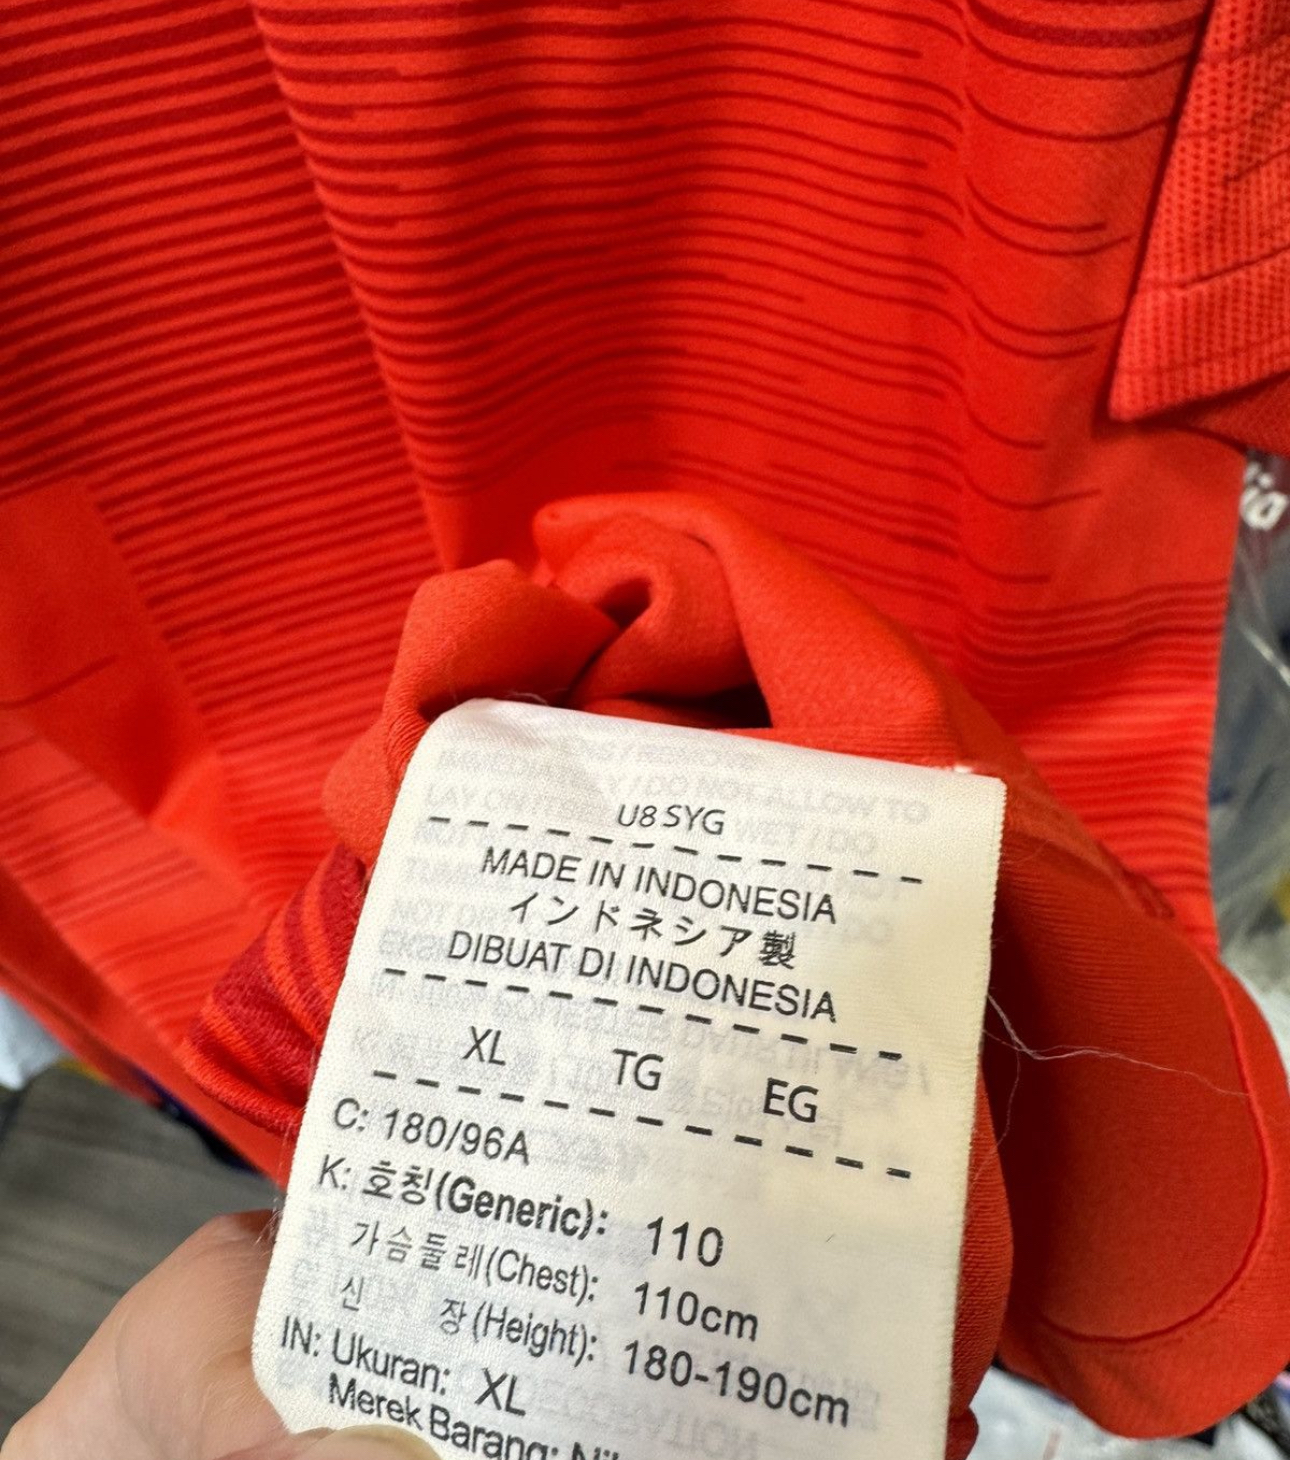 U8SYG
MADE IN INDONESIA
インドネシア製
DIBUAT DI INDONESIA
XL TG EG
C: 180/96A
K: 호칭(Generic): 110
가슴둘레(Chest): 110cm
신 장(Height): 180-190cm
IN: Ukuran: XL
Merek Barang: